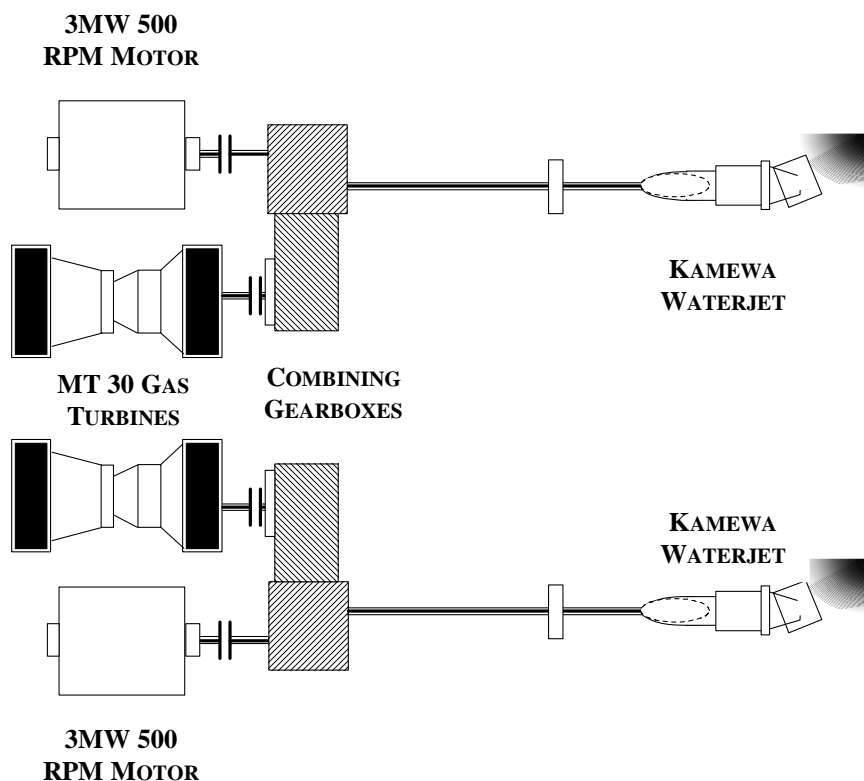 3MW 500
RPM MOTOR
KAMEWA
WATERJET
MT 30 GAS
TURBINES
COMBINING
GEARBOXES
KAMEWA
WATERJET
3MW 500
RPM MOTOR